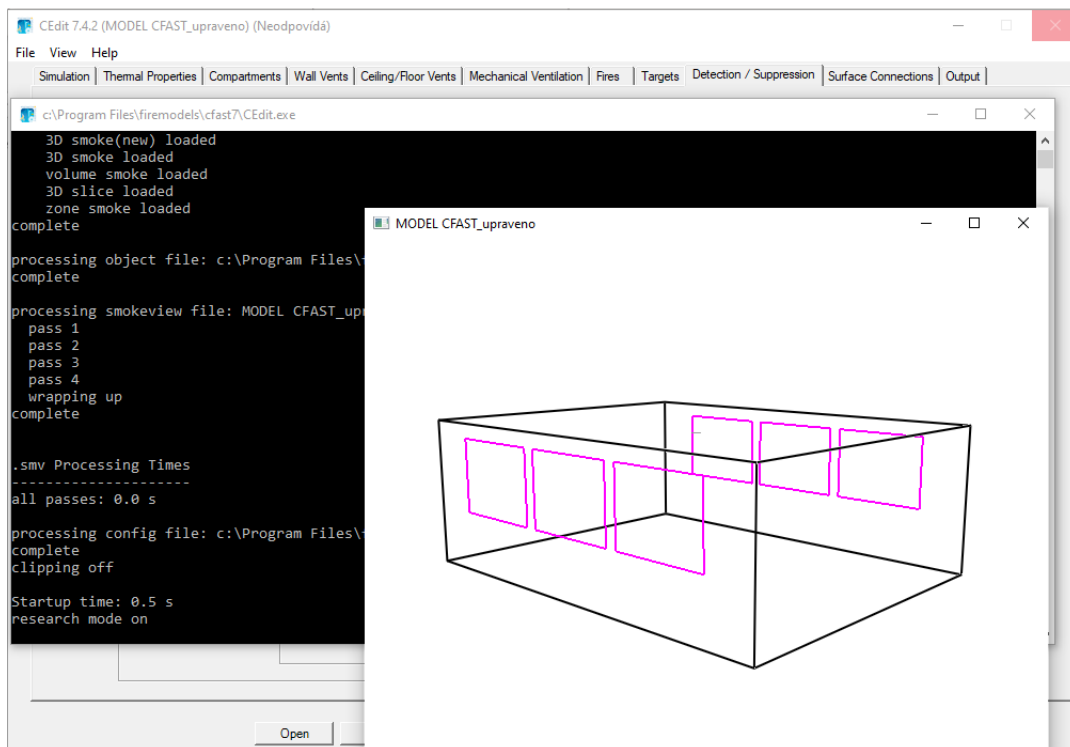 CEdit 7.4.2 (MODEL CFAST_upraveno) (Neodpovídá)
File View Help
Simulation Thermal Properties Compartments Wall Vents Ceiling/Floor Vents Mechanical Ventilation Fires Targets Detection / Suppression Surface Connections Output
c:\Program Files\firemodels\cfast7\CEdit.exe
3D smoke(new) loaded
3D smoke loaded
volume smoke loaded
3D slice loaded
zone smoke loaded
complete
MODEL CFAST_upraveno
processing object file: c:\Program Files\
complete
processing smokeview file: MODEL CFAST_upr
pass 1
pass 2
pass 3
pass 4
wrapping up
complete
.smv Processing Times
---------------------
all passes: 0.0 s
processing config file: c:\Program Files\
complete
clipping off
Startup time: 0.5 s
research mode on
Open